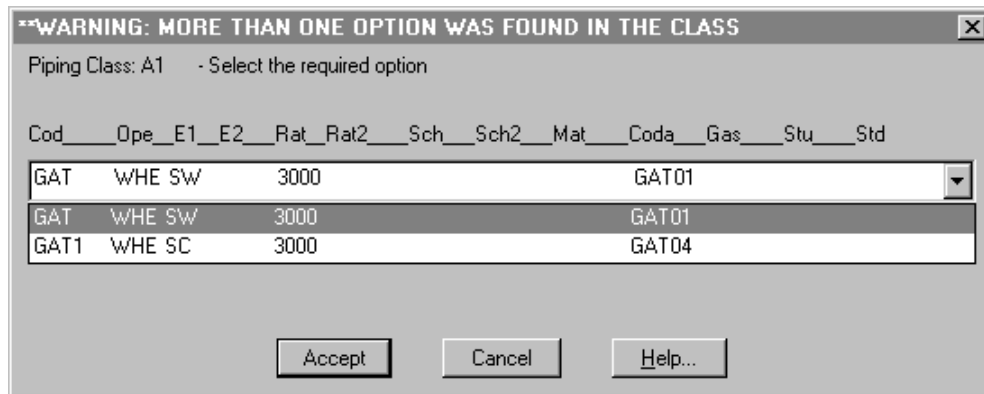 **WARNING: MORE THAN ONE OPTION WAS FOUND IN THE CLASS
Piping Class: A1 - Select the required option
Cod____Ope__E1__E2___Rat__Rat2___Sch___Sch2___Mat____Coda___Gas____Stu____Std
GAT WHE SW 3000 GAT01
GAT WHE SW 3000 GAT01
GAT1 WHE SC 3000 GAT04
Accept Cancel Help...